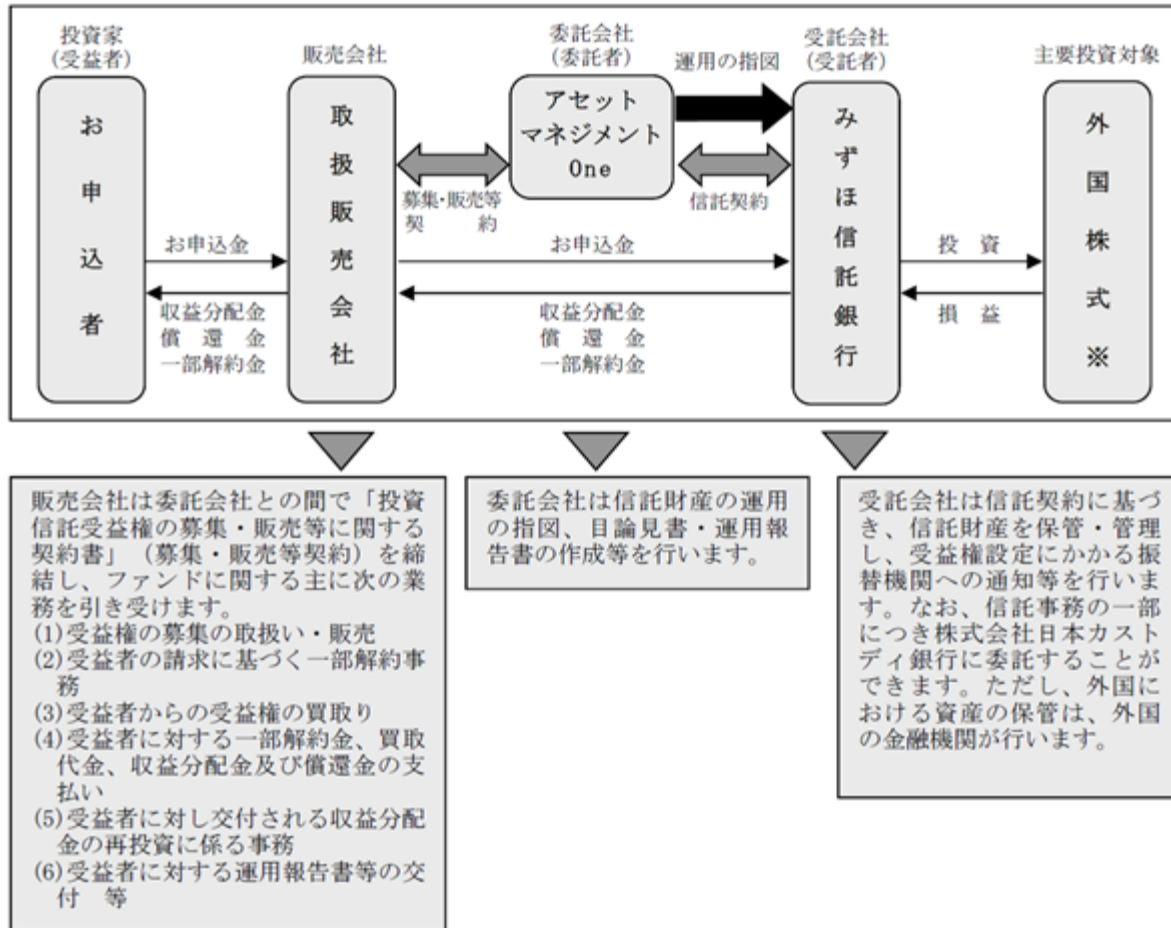 投資家
(受益者)
販売会社
委託会社
(委託者)
運用の指図
受託会社
(受託者)
主要投資対象
お申込者
取扱販売会社
アセット
マネジメント
One
みずほ信託銀行
外国株式※
募集・販売等
契 約
信託契約
お申込金
収益分配金
償 還 金
一部解約金
お申込金
収益分配金
償 還 金
一部解約金
投 資
損 益
販売会社は委託会社との間で「投資
信託受益権の募集・販売等に関する
契約書」（募集・販売等契約）を締
結し、ファンドに関する主に次の業
務を引き受けます。
(1)受益権の募集の取扱い・販売
(2)受益者の請求に基づく一部解約事
務
(3)受益者からの受益権の買取り
(4)受益者に対する一部解約金、買取
代金、収益分配金及び償還金の支
払い
(5)受益者に対し交付される収益分配
金の再投資に係る事務
(6)受益者に対する運用報告書等の交
付 等
委託会社は信託財産の運用
の指図、目論見書・運用報
告書の作成等を行います。
受託会社は信託契約に基づ
き、信託財産を保管・管理
し、受益権設定にかかる振
替機関への通知等を行いま
す。なお、信託事務の一部
につき株式会社日本カスト
ディ銀行に委託することが
できます。ただし、外国に
おける資産の保管は、外国
の金融機関が行います。